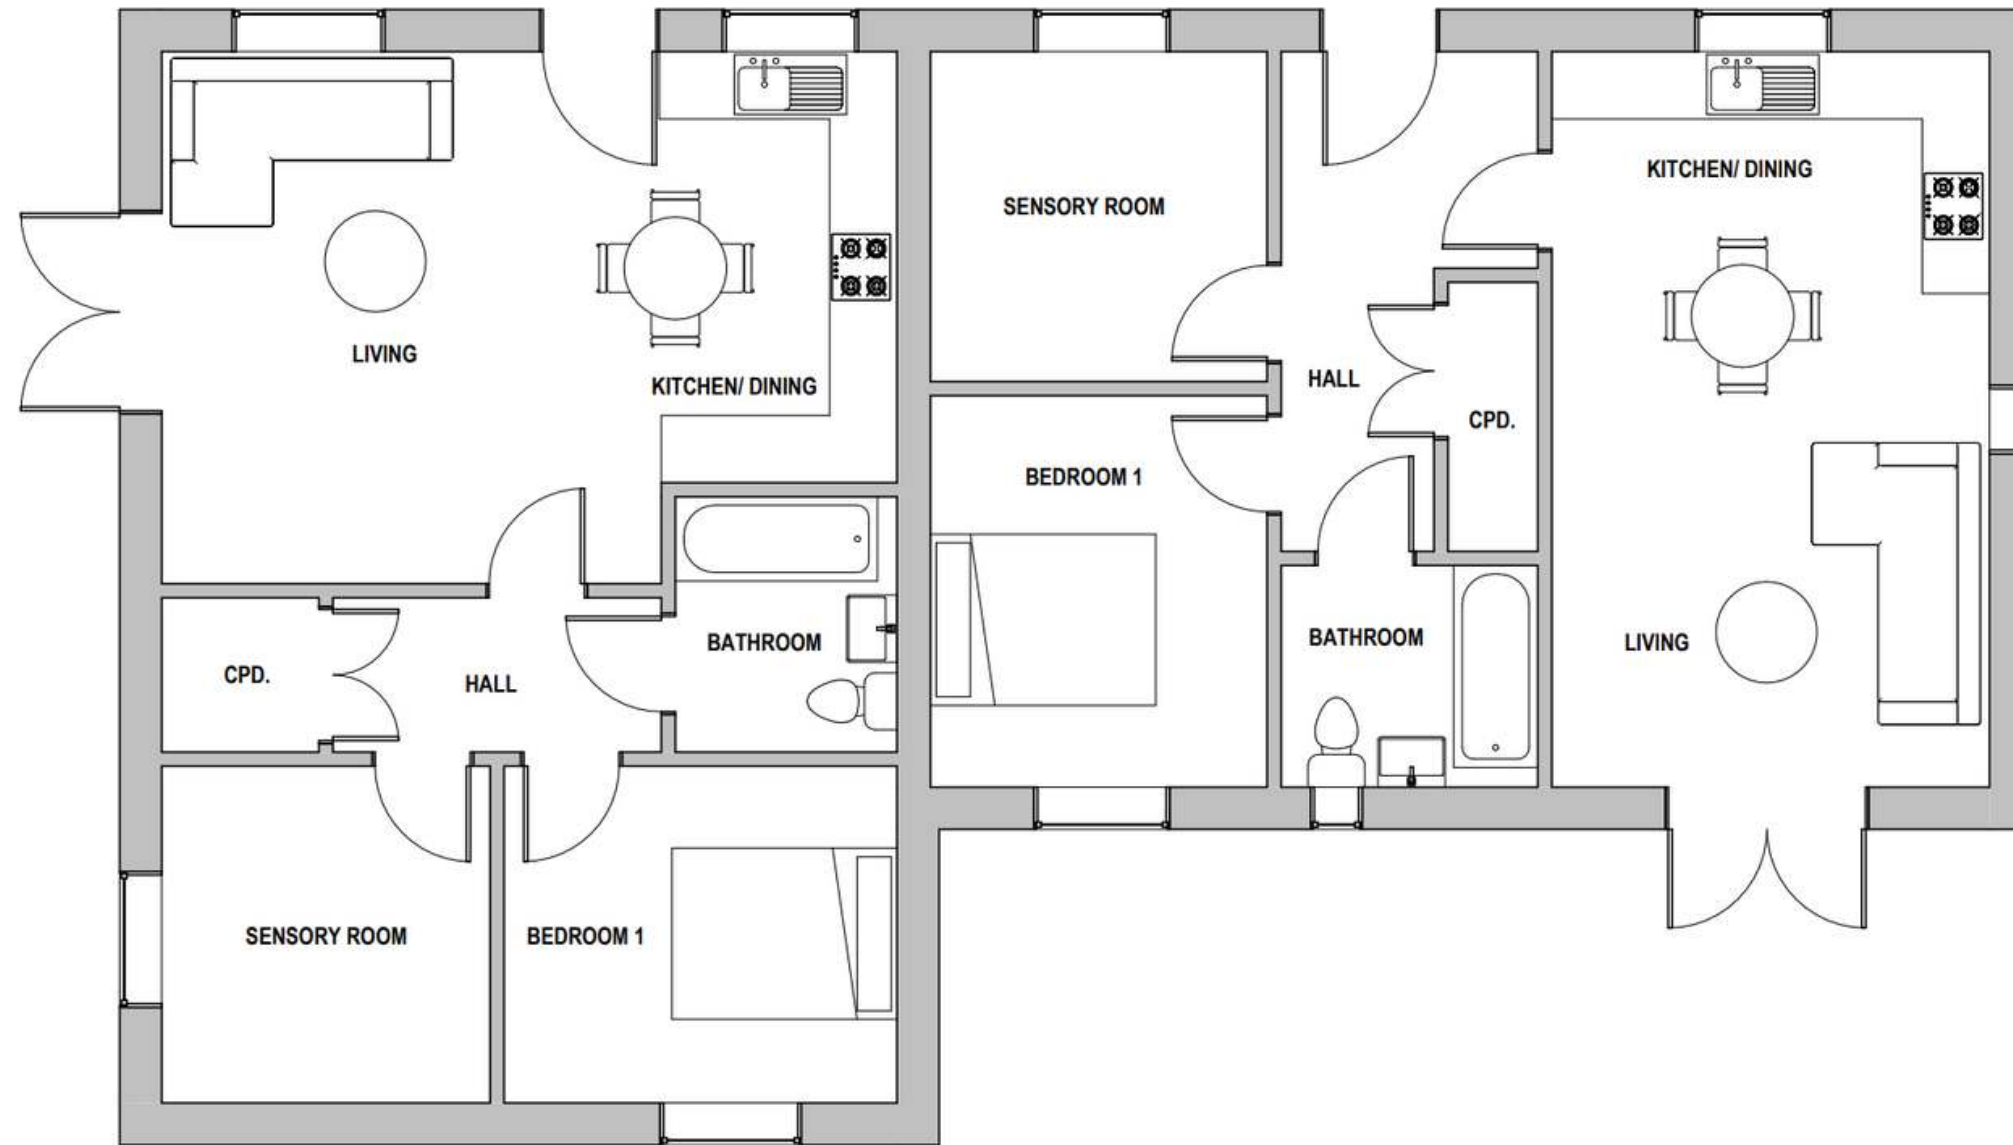 LIVING
KITCHEN/ DINING
CPD.
HALL
BATHROOM
SENSORY ROOM
BEDROOM 1
SENSORY ROOM
BEDROOM 1
HALL
CPD.
BATHROOM
KITCHEN/ DINING
LIVING